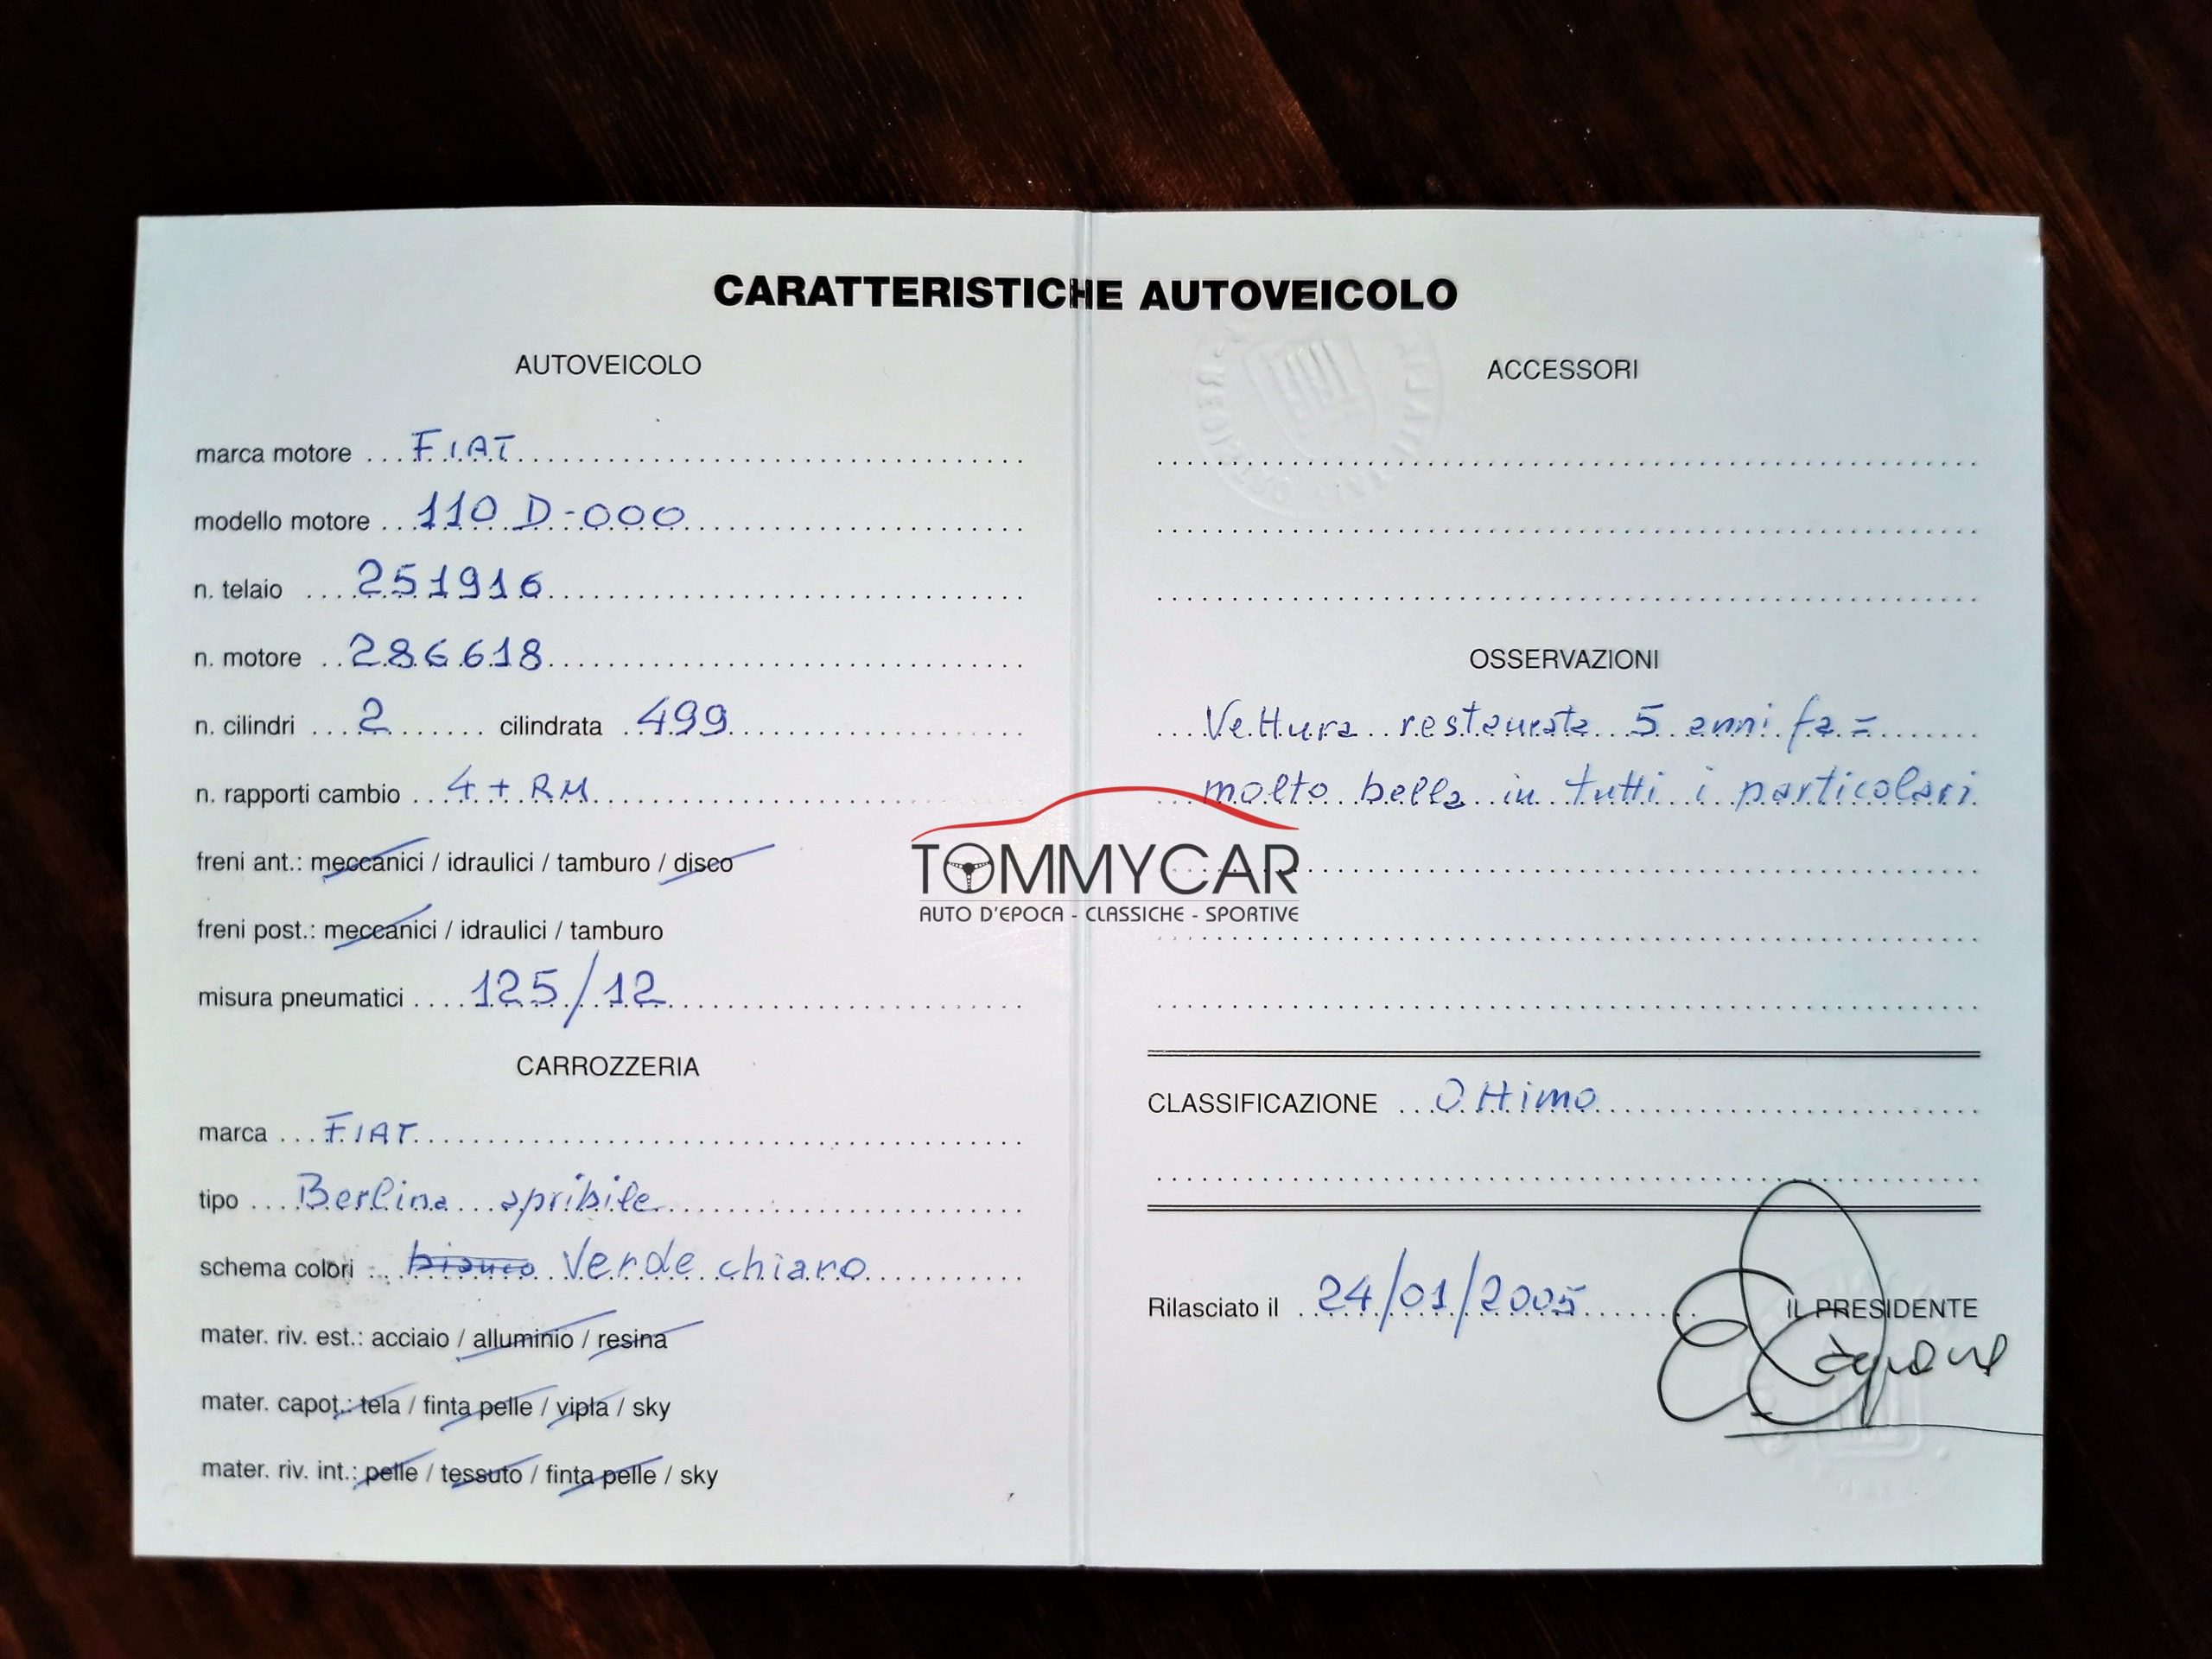 CARATTERISTICHE AUTOVEICOLO
AUTOVEICOLO
marca motore ... FIAT
modello motore ... 110 D-000
n. telaio .... 251916
n. motore .. 286618
n. cilindri .... 2 ....... cilindrata .. 499
n. rapporti cambio ... 4 + RM
freni ant.: meccanici / idraulici / tamburo / disco
freni post.: meccanici / idraulici / tamburo
misura pneumatici .... 125/12
CARROZZERIA
marca ... FIAT
tipo .... Berlina apribile
schema colori ... bianco Verde chiaro
mater. riv. est.: acciaio / alluminio / resina
mater. capot.: tela / finta pelle / vipla / sky
mater. riv. int.: pelle / tessuto / finta pelle / sky
ACCESSORI
OSSERVAZIONI
Vettura restaurata 5 anni fa =
molto bella in tutti i particolari
CLASSIFICAZIONE ... Ottimo
Rilasciato il .. 24/01/2005
IL PRESIDENTE
TOMMYCAR
AUTO D'EPOCA - CLASSICHE - SPORTIVE